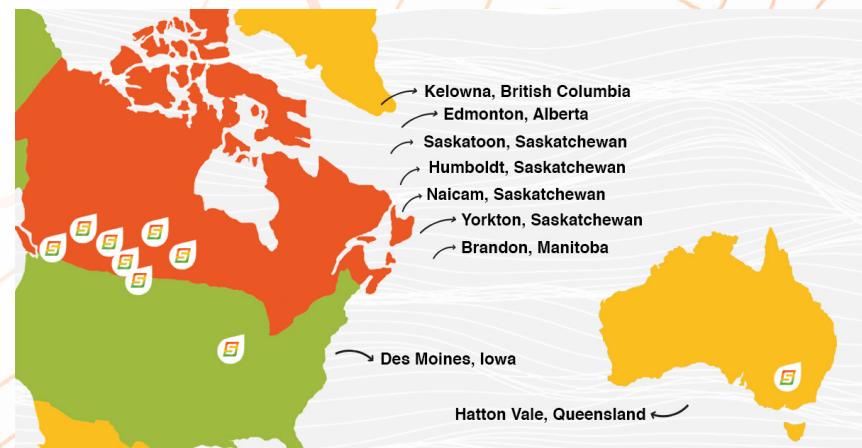 Kelowna, British Columbia
Edmonton, Alberta
Saskatoon, Saskatchewan
Humboldt, Saskatchewan
Naicam, Saskatchewan
Yorkton, Saskatchewan
Brandon, Manitoba
Des Moines, Iowa
Hatton Vale, Queensland